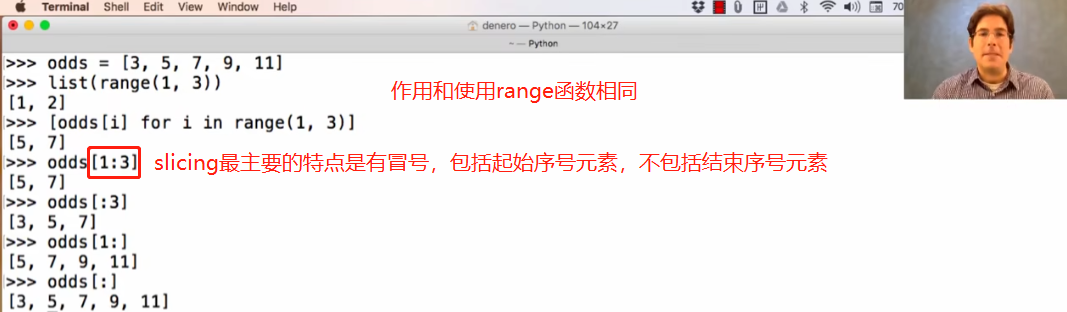 Terminal Shell Edit View Window Help 70
denero — Python — 104×27
~ — Python
>>> odds = [3, 5, 7, 9, 11]
>>> list(range(1, 3))
作用和使用range函数相同
[1, 2]
>>> [odds[i] for i in range(1, 3)]
[5, 7]
>>> odds[1:3] slicing最主要的特点是有冒号，包括起始序号元素，不包括结束序号元素
[5, 7]
>>> odds[:3]
[3, 5, 7]
>>> odds[1:]
[5, 7, 9, 11]
>>> odds[:]
[3, 5, 7, 9, 11]